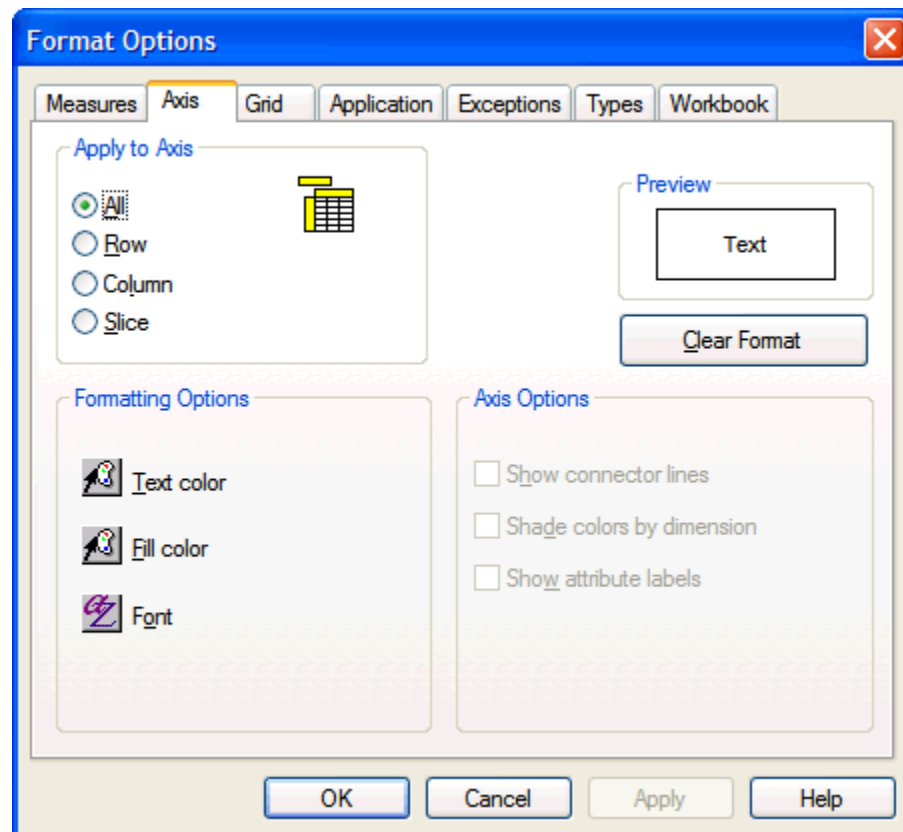 Format Options
Measures Axis Grid Application Exceptions Types Workbook
Apply to Axis
All
Row
Column
Slice
Preview
Text
Clear Format
Formatting Options
Text color
Fill color
Font
Axis Options
Show connector lines
Shade colors by dimension
Show attribute labels
OK Cancel Apply Help